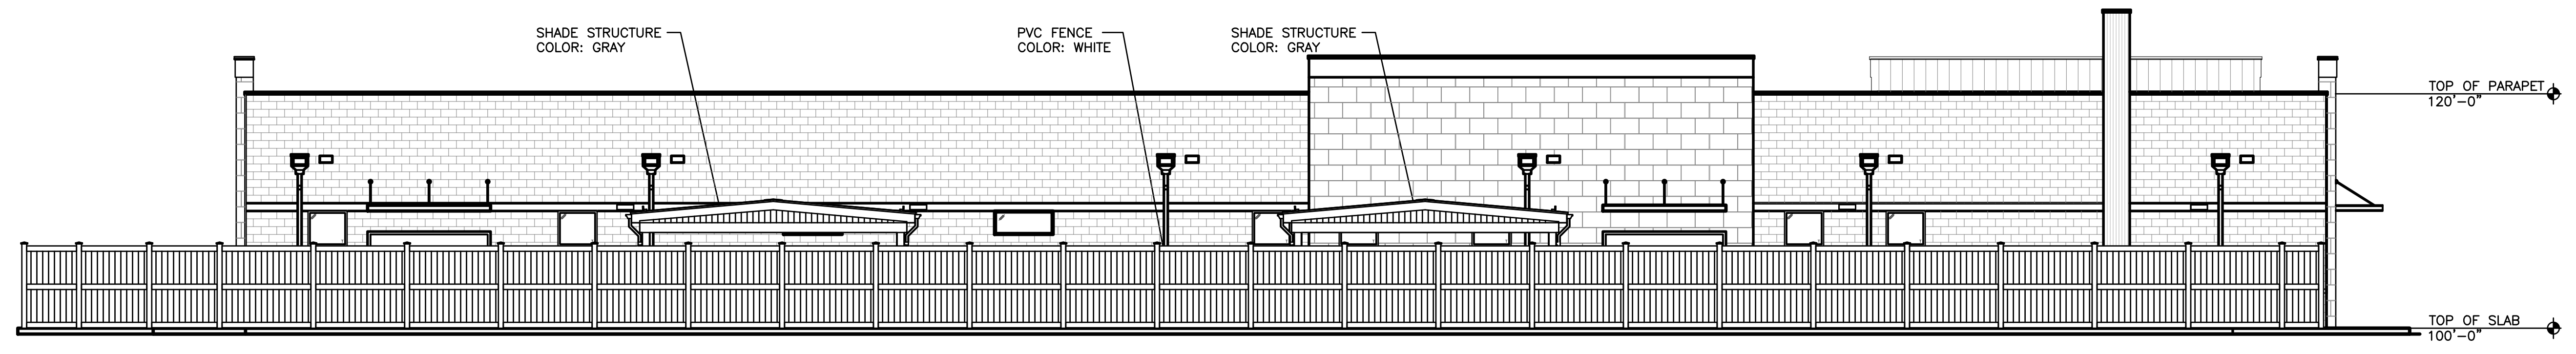 SHADE STRUCTURE
COLOR: GRAY
PVC FENCE
COLOR: WHITE
SHADE STRUCTURE
COLOR: GRAY
TOP OF PARAPET
120'-0"
TOP OF SLAB
100'-0"